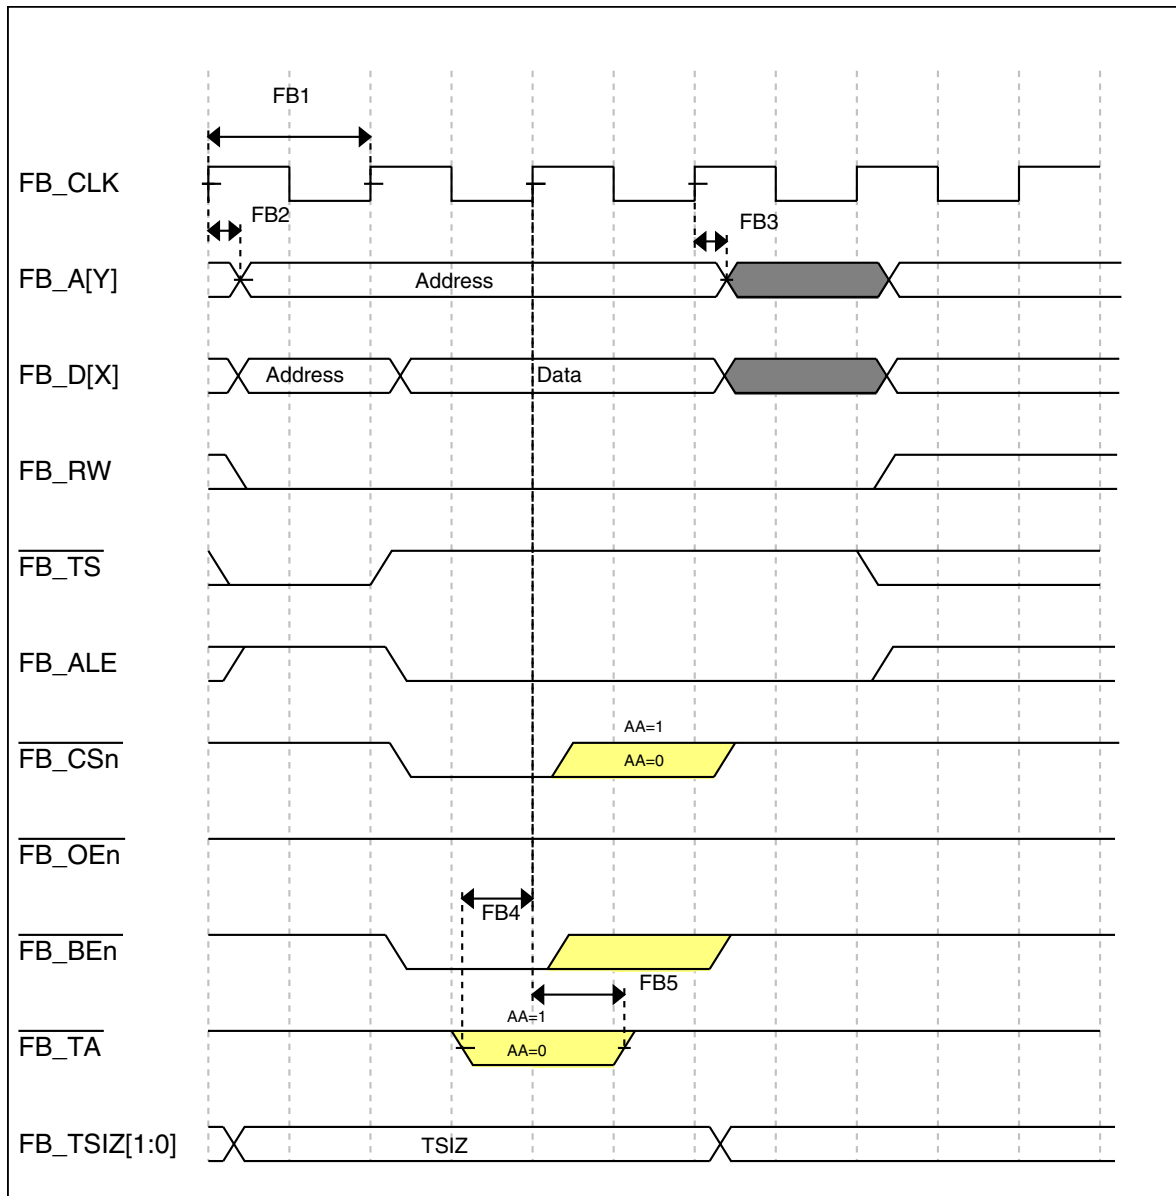 FB1
FB_CLK
FB2
FB3
FB_A[Y]
Address
FB_D[X]
Address
Data
FB_RW
FB_TS
FB_ALE
AA=1
FB_CSn
AA=0
FB_OEn
FB4
FB_BEn
FB5
AA=1
FB_TA
AA=0
FB_TSIZ[1:0]
TSIZ